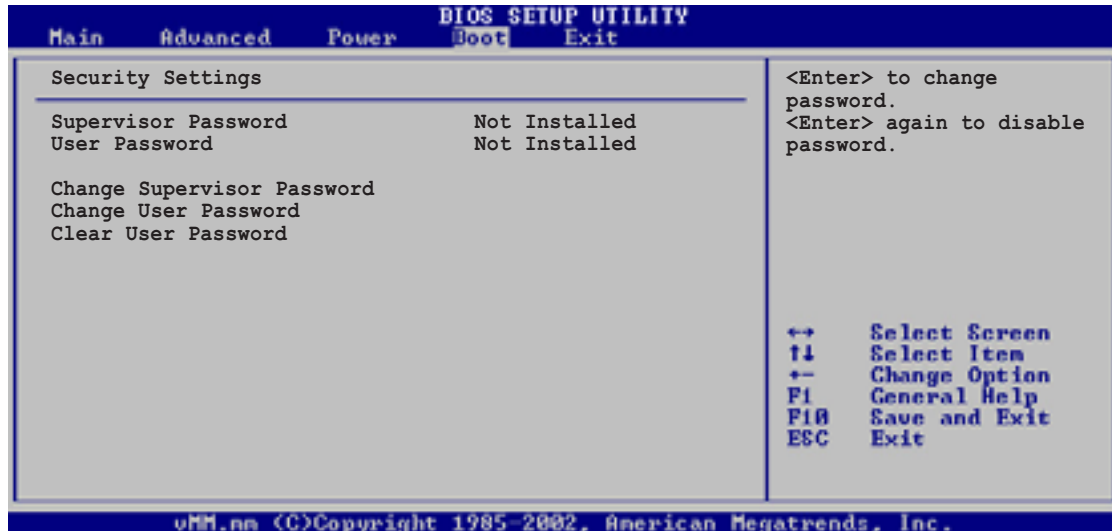 BIOS SETUP UTILITY
Main Advanced Power Boot Exit
Security Settings
Supervisor Password Not Installed
User Password Not Installed
Change Supervisor Password
Change User Password
Clear User Password
<Enter> to change
password.
<Enter> again to disable
password.
←→ Select Screen
↑↓ Select Item
+- Change Option
F1 General Help
F10 Save and Exit
ESC Exit
vMM.mm (C)Copyright 1985-2002, American Megatrends, Inc.